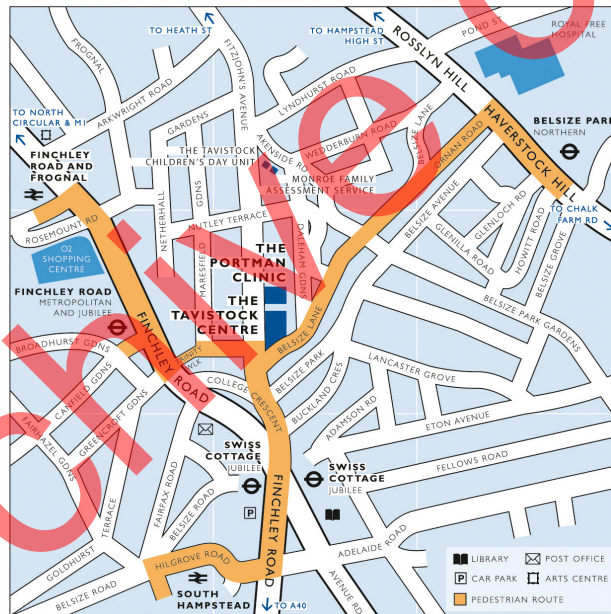 TO HEATH ST
TO HAMPSTEAD
HIGH ST
POND ST
ROYAL FREE
HOSPITAL
FROGNAL
FITZJOHN'S AVENUE
ROSSLYN HILL
ARKWRIGHT ROAD
LYNDHURST ROAD
TO NORTH
CIRCULAR & M1
GARDENS
WEDDERBURN ROAD
BELSIZE LANE
HAVERSTOCK HILL
BELSIZE PARK
NORTHERN
FINCHLEY
ROAD AND
FROGNAL
THE TAVISTOCK
CHILDREN'S DAY UNIT
AKENSIDE RD
ORNAN ROAD
MONROE FAMILY
ASSESSMENT SERVICE
ROSEMOUNT RD
NETHERHALL
GDNS
NUTLEY TERRACE
MARESFIELD
DALEHAM GDNS
BELSIZE AVENUE
GLENLOCH RD
GLENILLA ROAD
HOWITT ROAD
BELSIZE GROVE
TO CHALK
FARM RD
O2
SHOPPING
CENTRE
THE
PORTMAN
CLINIC
FINCHLEY ROAD
METROPOLITAN
AND JUBILEE
THE
TAVISTOCK
CENTRE
BELSIZE PARK GARDENS
BROADHURST GDNS
FINCHLEY ROAD
TRINITY
WLK
BELSIZE LANE
CANFIELD GDNS
COLLEGE CRESCENT
BELSIZE PARK
LANCASTER GROVE
BUCKLAND CRES
FAIRHAZEL GDNS
GREENCROFT GDNS
ADAMSON RD
ETON AVENUE
SWISS
COTTAGE
JUBILEE
FELLOWS ROAD
SWISS
COTTAGE
JUBILEE
FAIRFAX ROAD
BELSIZE ROAD
TERRACE
FINCHLEY ROAD
P
GOLDHURST
HILGROVE ROAD
ADELAIDE ROAD
BELSIZE ROAD
SOUTH
HAMPSTEAD
TO A40
AVENUE RD
LIBRARY
POST OFFICE
P CAR PARK
ARTS CENTRE
PEDESTRIAN ROUTE